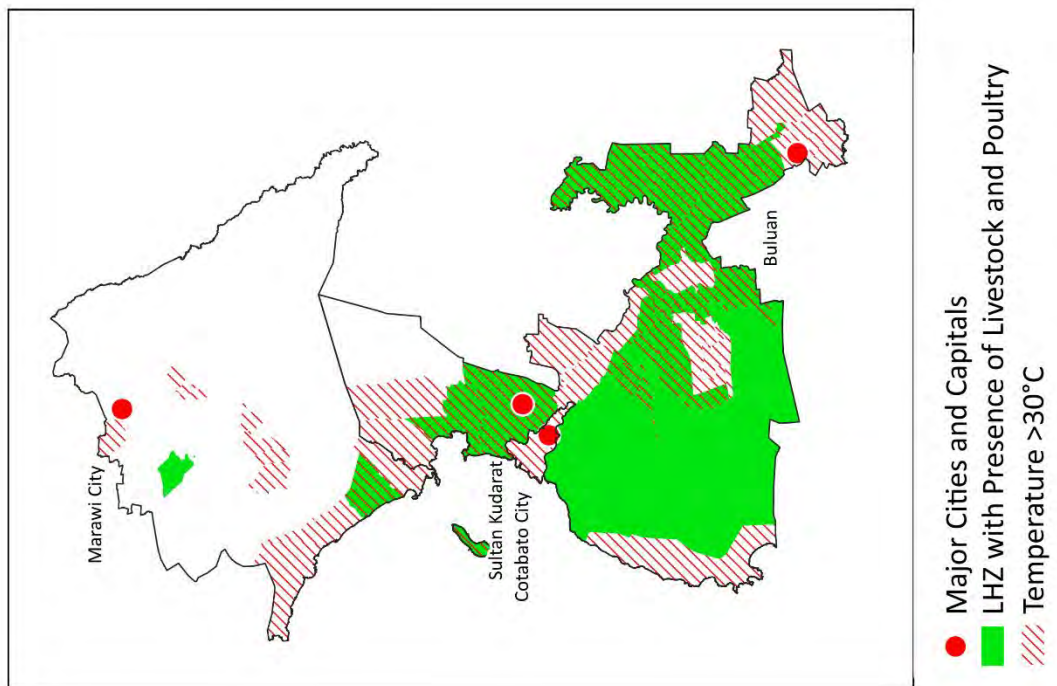 Marawi City
Sultan Kudarat
Cotabato City
Buluan
Major Cities and Capitals
LHZ with Presence of Livestock and Poultry
Temperature >30°C